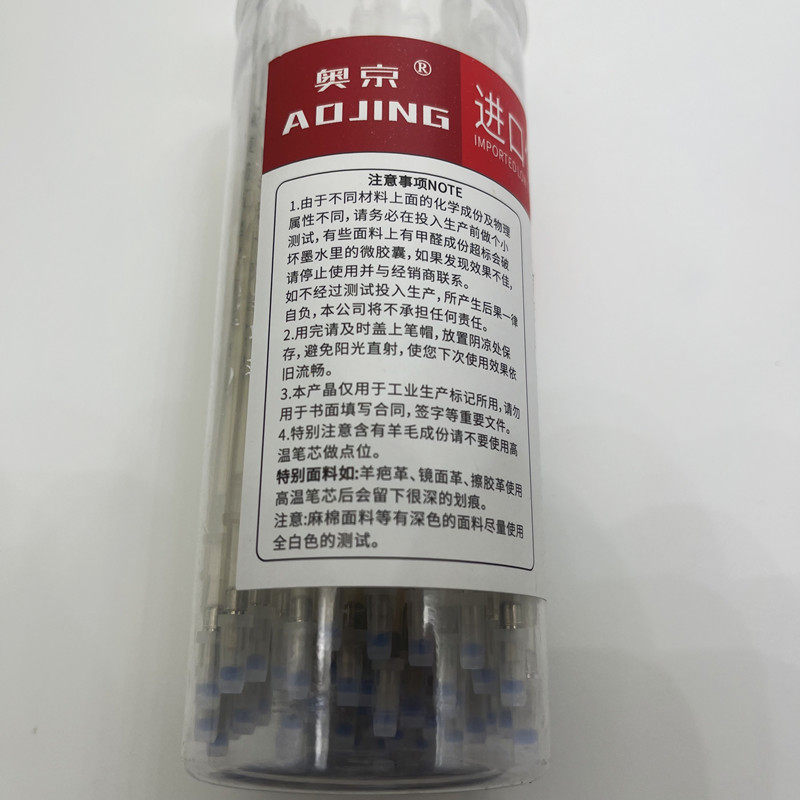 奥京®
AOJING
进口
IMPORTED
注意事项NOTE
1.由于不同材料上面的化学成份及物理
属性不同,请务必在投入生产前做个小
测试,有些面料上有甲醛成份超标会破
坏墨水里的微胶囊,如果发现效果不佳,
请停止使用并与经销商联系。
如不经过测试投入生产,所产生后果一律
自负,本公司将不承担任何责任。
2.用完请及时盖上笔帽,放置阴凉处保
存,避免阳光直射,使您下次使用效果依
旧流畅。
3.本产晶仅用于工业生产标记所用,请勿
用于书面填写合同,签字等重要文件。
4.特别注意含有羊毛成份请不要使用高
温笔芯做点位。
特别面料如:羊疤革、镜面革、擦胶革使用
高温笔芯后会留下很深的划痕。
注意:麻棉面料等有深色的面料尽量使用
全白色的测试。